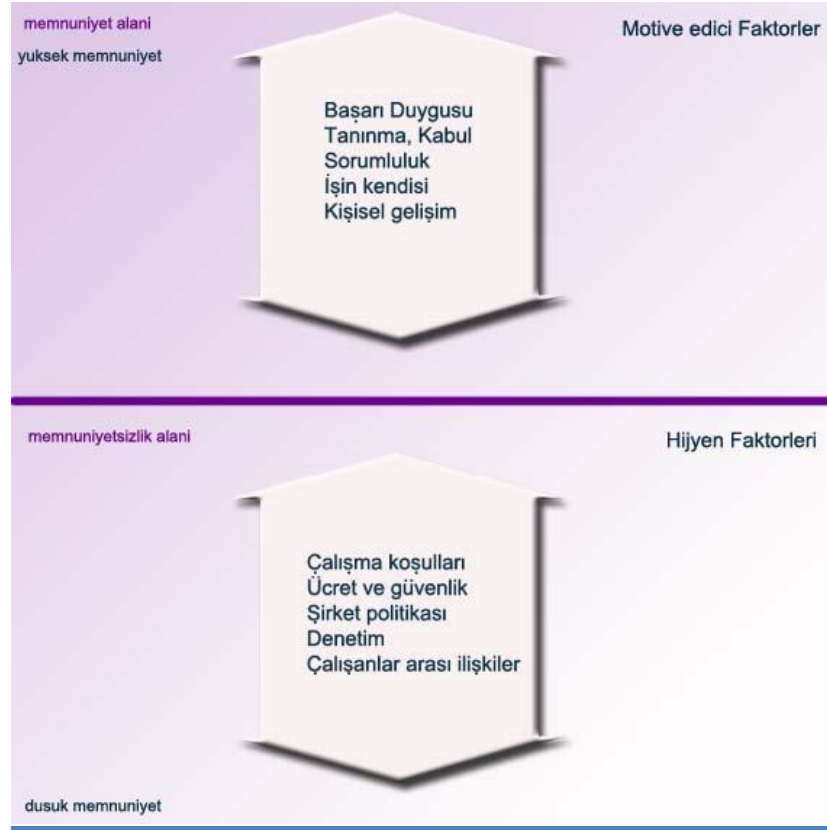 memnuniyet alani
Motive edici Faktorler
yuksek memnuniyet
Başarı Duygusu
Tanınma, Kabul
Sorumluluk
İşin kendisi
Kişisel gelişim
memnuniyetsizlik alani
Hijyen Faktorleri
Çalışma koşulları
Ücret ve güvenlik
Şirket politikası
Denetim
Çalışanlar arası ilişkiler
dusuk memnuniyet